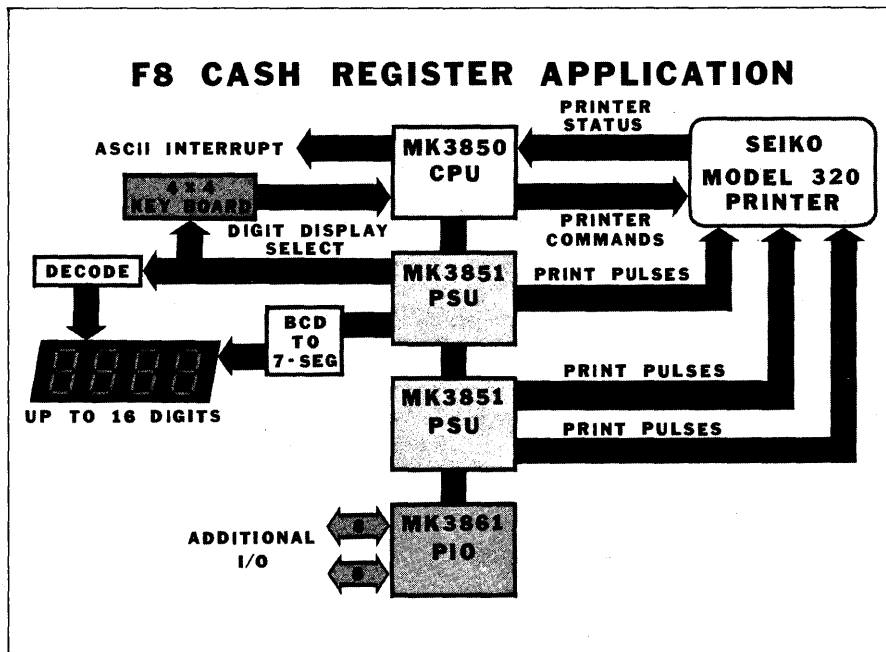 F8 CASH REGISTER APPLICATION
PRINTER
STATUS
ASCII INTERRUPT
MK3850
CPU
SEIKO
MODEL 320
PRINTER
4 x 4
KEY BOARD
DIGIT DISPLAY
SELECT
PRINTER
COMMANDS
DECODE
MK3851
PSU
PRINT PULSES
BCD
TO
7-SEG
UP TO 16 DIGITS
MK3851
PSU
PRINT PULSES
PRINT PULSES
ADDITIONAL
I/O
8
8
MK3861
PIO